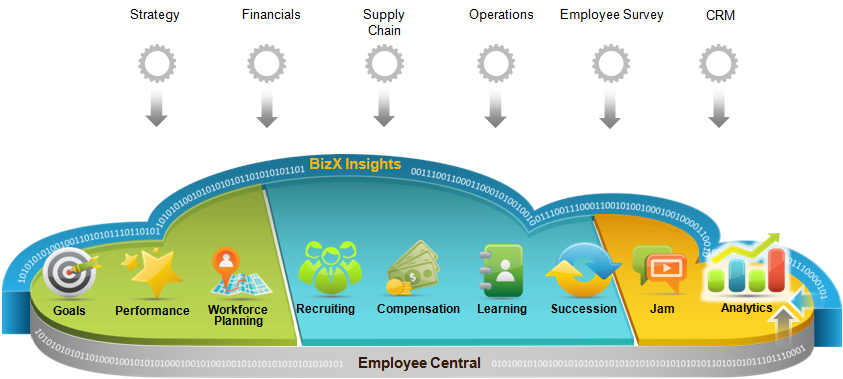 Strategy
Financials
Supply
Chain
Operations
Employee Survey
CRM
BizX Insights
Goals
Performance
Workforce
Planning
Recruiting
Compensation
Learning
Succession
Jam
Analytics
Employee Central